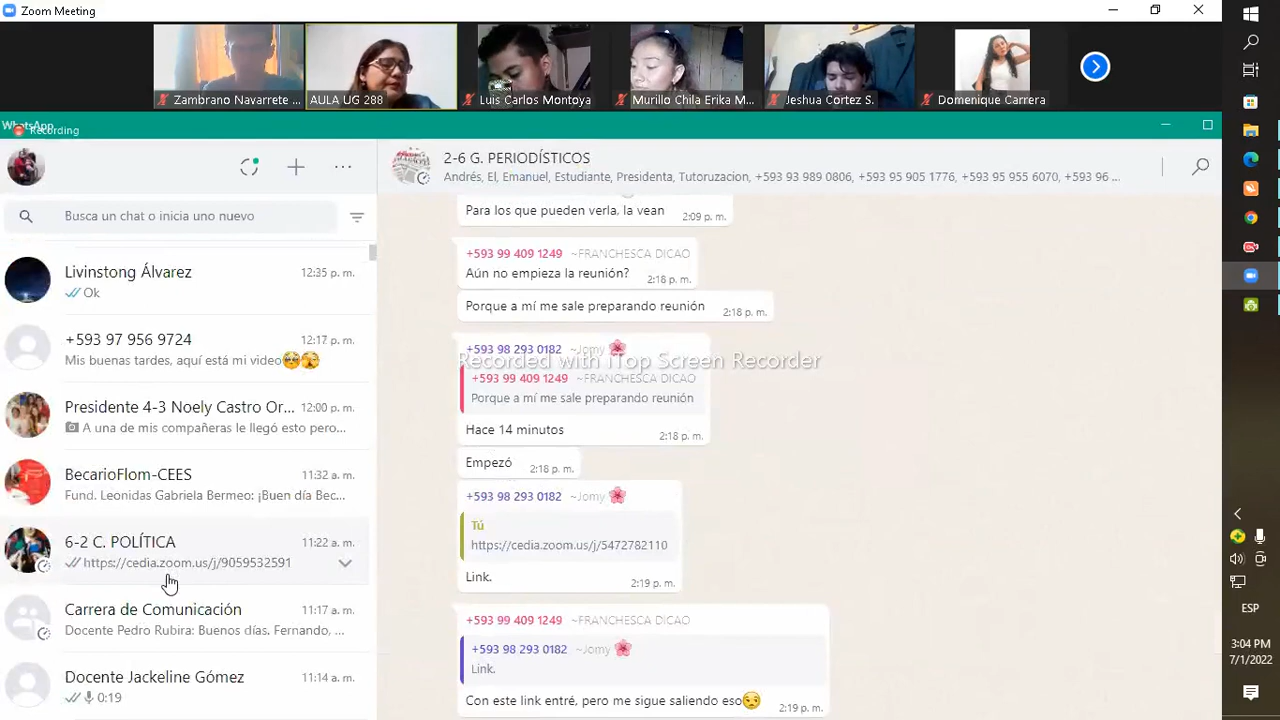 Zoom Meeting
Zambrano Navarrete ...
AULA UG 288
Luis Carlos Montoya
Murillo Chila Erika M...
Jeshua Cortez S.
Domenique Carrera
WhatsApp
Recording
2-6 G. PERIODÍSTICOS
Andrés, El, Emanuel, Estudiante, Presidenta, Tutoruzacion, +593 93 989 0806, +593 95 905 1776, +593 95 955 6070, +593 96 ...
Busca un chat o inicia uno nuevo
Livinstong Álvarez 12:35 p. m.
Ok
+593 97 956 9724 12:17 p. m.
Mis buenas tardes, aquí está mi video🥺🫣
Presidente 4-3 Noely Castro Or... 12:00 p. m.
A una de mis compañeras le llegó esto pero...
BecarioFlom-CEES 11:32 a. m.
Fund. Leonidas Gabriela Bermeo: ¡Buen día Bec...
6-2 C. POLÍTICA 11:22 a. m.
https://cedia.zoom.us/j/9059532591
Carrera de Comunicación 11:17 a. m.
Docente Pedro Rubira: Buenos días. Fernando, ...
Docente Jackeline Gómez 11:14 a. m.
0:19
Para los que pueden verla, la vean 2:09 p. m.
+593 99 409 1249 ~FRANCHESCA DICAO
Aún no empieza la reunión? 2:18 p. m.
Porque a mí me sale preparando reunión 2:18 p. m.
+593 98 293 0182 ~Jomy 🌸
Recorded with iTop Screen Recorder
+593 99 409 1249 ~FRANCHESCA DICAO
Porque a mí me sale preparando reunión
Hace 14 minutos 2:18 p. m.
Empezó 2:18 p. m.
+593 98 293 0182 ~Jomy 🌸
Tú
https://cedia.zoom.us/j/5472782110
Link. 2:19 p. m.
+593 99 409 1249 ~FRANCHESCA DICAO
+593 98 293 0182 ~Jomy 🌸
Link.
Con este link entré, pero me sigue saliendo eso😒 2:19 p. m.
ESP
3:04 PM
7/1/2022